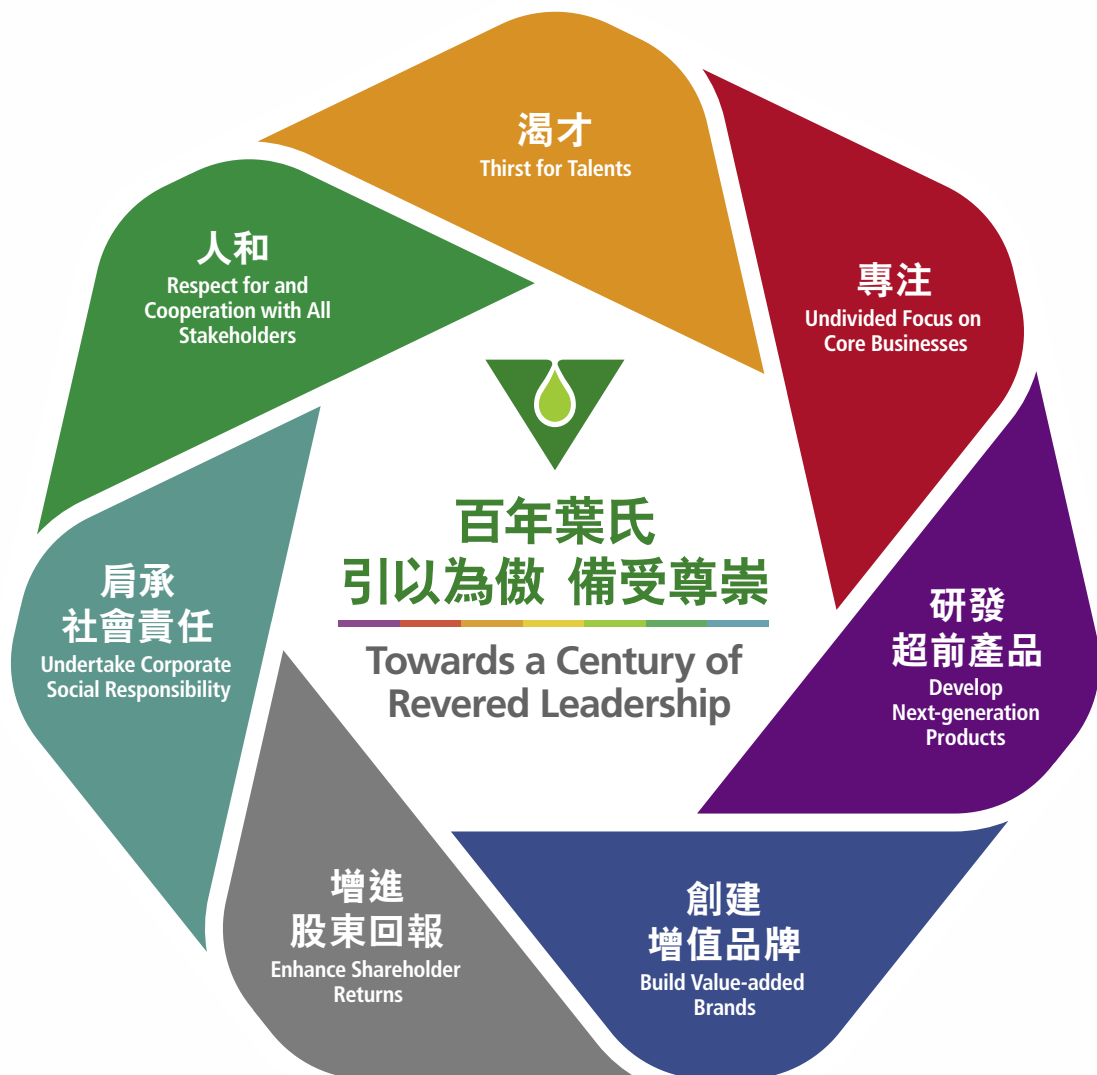 渴才
Thirst for Talents
專注
Undivided Focus on
Core Businesses
研發
超前產品
Develop
Next-generation
Products
創建
增值品牌
Build Value-added
Brands
增進
股東回報
Enhance Shareholder
Returns
肩承
社會責任
Undertake Corporate
Social Responsibility
人和
Respect for and
Cooperation with All
Stakeholders
百年葉氏
引以為傲 備受尊崇
Towards a Century of
Revered Leadership